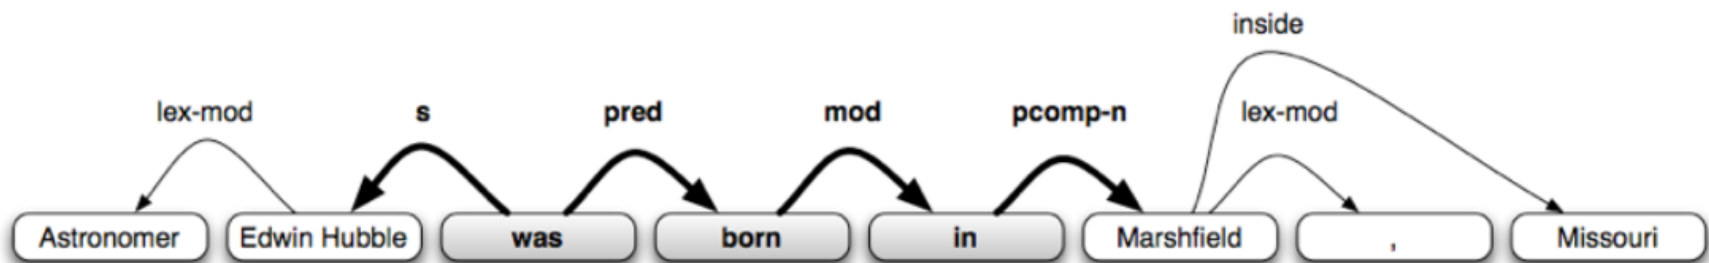 inside
lex-mod s pred mod pcomp-n lex-mod
Astronomer Edwin Hubble was born in Marshfield , Missouri